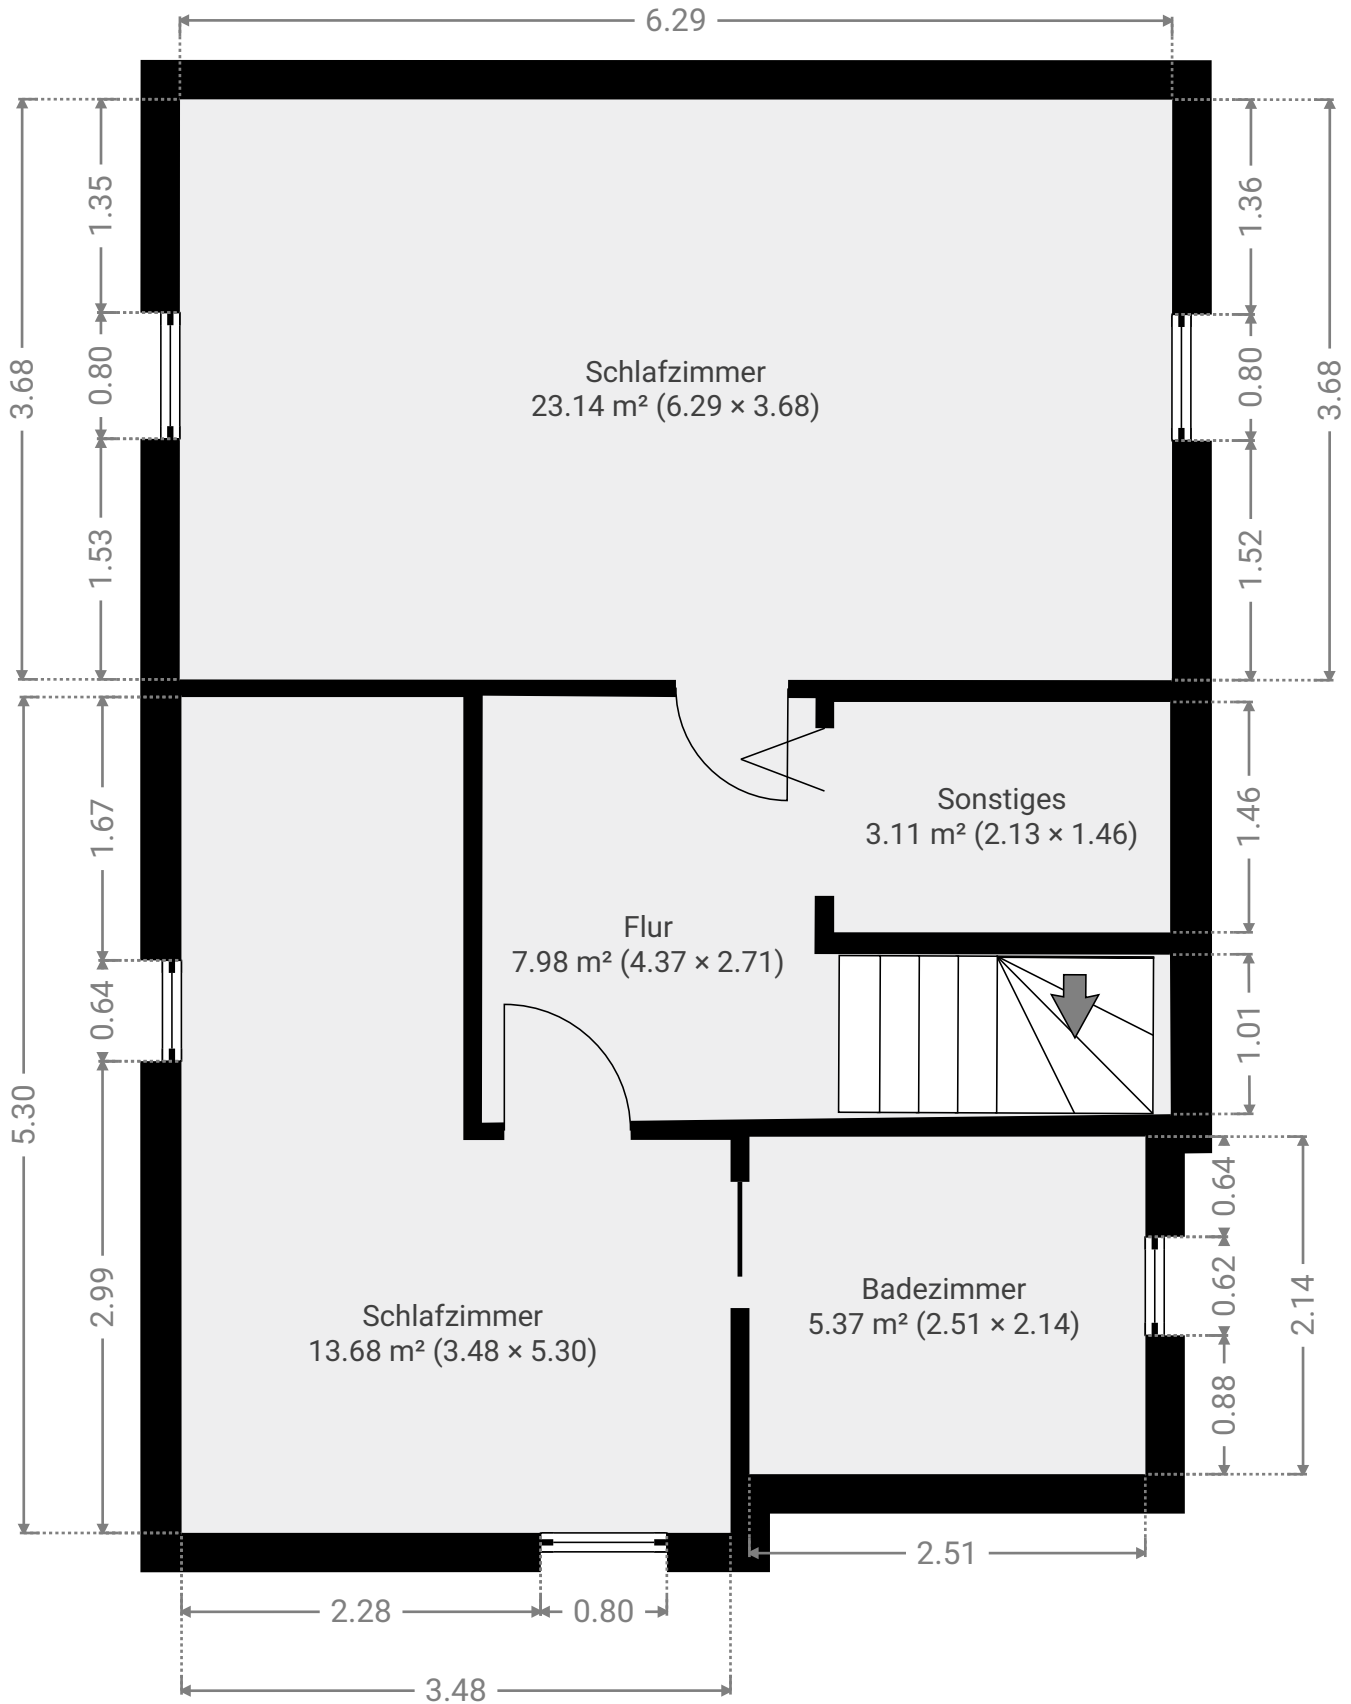 6.29
1.35
1.36
3.68
0.80
0.80
3.68
Schlafzimmer
23.14 m² (6.29 × 3.68)
1.53
1.52
1.67
Sonstiges
3.11 m² (2.13 × 1.46)
1.46
Flur
7.98 m² (4.37 × 2.71)
0.64
1.01
5.30
0.64
2.99
Schlafzimmer
13.68 m² (3.48 × 5.30)
Badezimmer
5.37 m² (2.51 × 2.14)
0.62
2.14
0.88
2.51
2.28
0.80
3.48